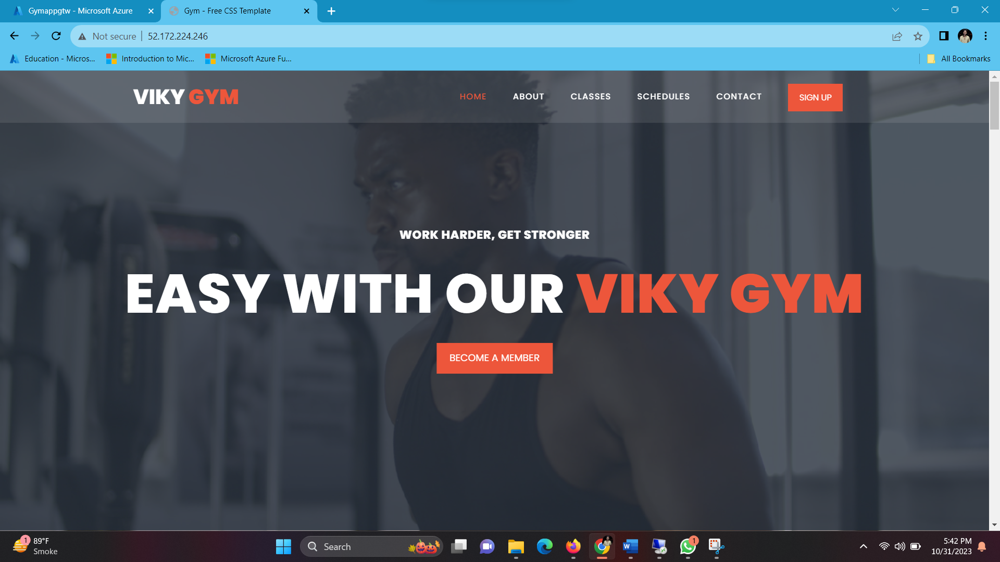 Gymappgtw - Microsoft Azure
Gym - Free CSS Template
Not secure
52.172.224.246
Education - Micros...
Introduction to Mic...
Microsoft Azure Fu...
All Bookmarks
VIKY GYM
HOME
ABOUT
CLASSES
SCHEDULES
CONTACT
SIGN UP
WORK HARDER, GET STRONGER
EASY WITH OUR VIKY GYM
BECOME A MEMBER
1
89°F
Smoke
Search
W
1
5:42 PM
10/31/2023